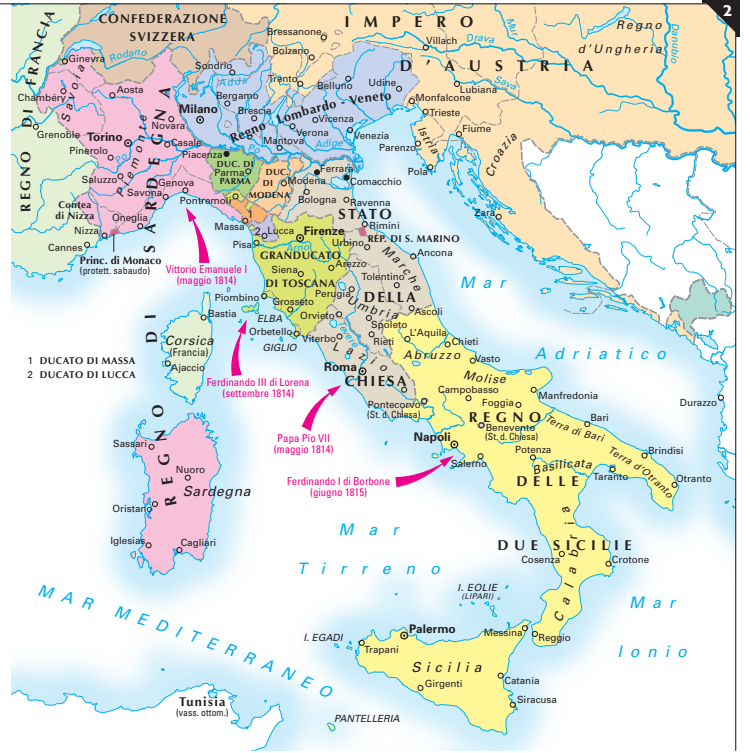 2
CONFEDERAZIONE
SVIZZERA
IMPERO
D'AUSTRIA
Regno
d'Ungheria
Danubio
Drava
Mur
Sava
REGNO DI FRANCIA
Ginevra
Rodano
Bressanone
Bolzano
Villach
Sondrio
Adda
Trento
Belluno
Udine
Lubiana
Monfalcone
Trieste
Chambéry
Savoia
Aosta
Bergamo
Milano
Brescia
Regno Lombardo-Veneto
Vicenza
Verona
Venezia
Mantova
Adige
Istria
Fiume
Croazia
Parenzo
Pola
Zara
Grenoble
Novara
Torino
Casale
Pinerolo
Po
Piemonte
Piacenza
DUC. DI
Parma
PARMA
DUC.
DI
MODENA
Modena
Ferrara
Comacchio
Saluzzo
Genova
Savona
Bologna
Ravenna
Pontremoli
Contea
di Nizza
Oneglia
Nizza
Cannes
Princ. di Monaco
(protett. sabaudo)
REGNO DI SARDEGNA
Massa
1
2
Lucca
Pisa
Firenze
Arno
STATO
Rimini
Urbino
REP. DI S. MARINO
Ancona
GRANDUCATO
Arezzo
Siena
DI TOSCANA
Marche
Tolentino
Vittorio Emanuele I
(maggio 1814)
Piombino
Grosseto
Perugia
DELLA
Umbria
Ascoli
Bastia
ELBA
Orvieto
Spoleto
Orbetello
GIGLIO
Viterbo
Tevere
Rieti
L'Aquila
Chieti
Abruzzo
Vasto
Corsica
(Francia)
Ajaccio
1 DUCATO DI MASSA
2 DUCATO DI LUCCA
Ferdinando III di Lorena
(settembre 1814)
Lazio
Roma
CHIESA
Molise
Campobasso
Manfredonia
Foggia
Mar
Adriatico
Durazzo
Pontecorvo
(St. d. Chiesa)
REGNO
Benevento
(St. d. Chiesa)
Bari
Terra di Bari
Brindisi
Papa Pio VII
(maggio 1814)
Napoli
Salerno
Potenza
Basilicata
Terra d'Otranto
Taranto
Otranto
DELLE
Ferdinando I di Borbone
(giugno 1815)
Sassari
Nuoro
Sardegna
Oristano
Iglesias
Cagliari
DUE SICILIE
Calabria
Cosenza
Crotone
Mar
Tirreno
I. EOLIE
(LIPARI)
Mar
Ionio
MAR MEDITERRANEO
I. EGADI
Palermo
Messina
Reggio
Trapani
Sicilia
Girgenti
Catania
Siracusa
Tunisia
(vass. ottom.)
PANTELLERIA